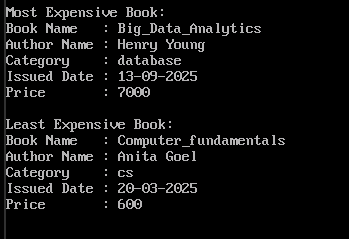 Most Expensive Book:
Book Name   : Big_Data_Analytics
Author Name : Henry Young
Category    : database
Issued Date : 13-09-2025
Price       : 7000

Least Expensive Book:
Book Name   : Computer_fundamentals
Author Name : Anita Goel
Category    : cs
Issued Date : 20-03-2025
Price       : 600